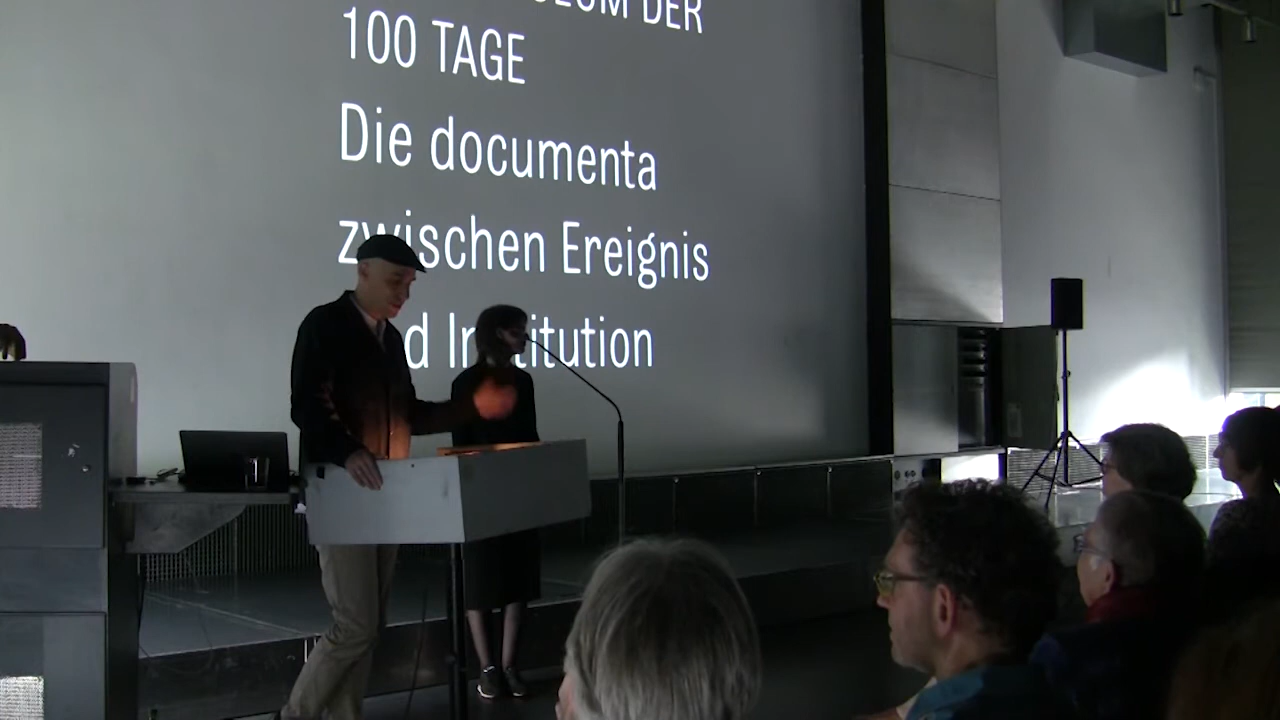 DER
100 TAGE
Die documenta
zwischen Ereignis
Institution